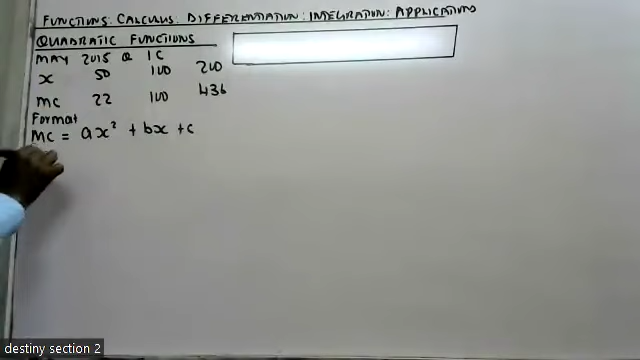 FUNCTIONS: CALCULUS: DIFFERENTIATION: INTEGRATION: APPLICATIONS
QUADRATIC FUNCTIONS
MAY 2015 Q 1C
x 50 100 200
MC 22 100 436
Format
MC = ax² + bx + c
destiny section 2